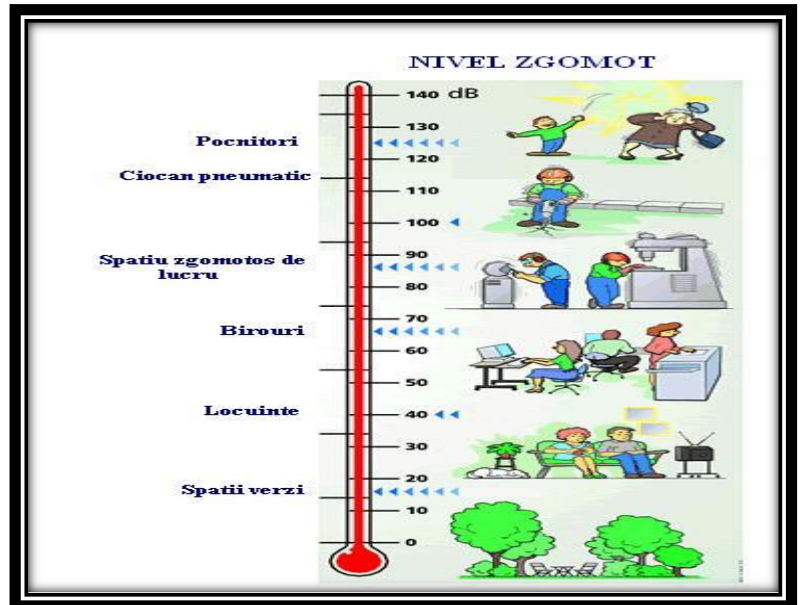 NIVEL ZGOMOT
140 dB
130
Pocnitori
120
Ciocan pneumatic
110
100
90
Spatiu zgomotos de
lucru
80
70
Birouri
60
50
Locuinte
40
30
20
Spatii verzi
10
0